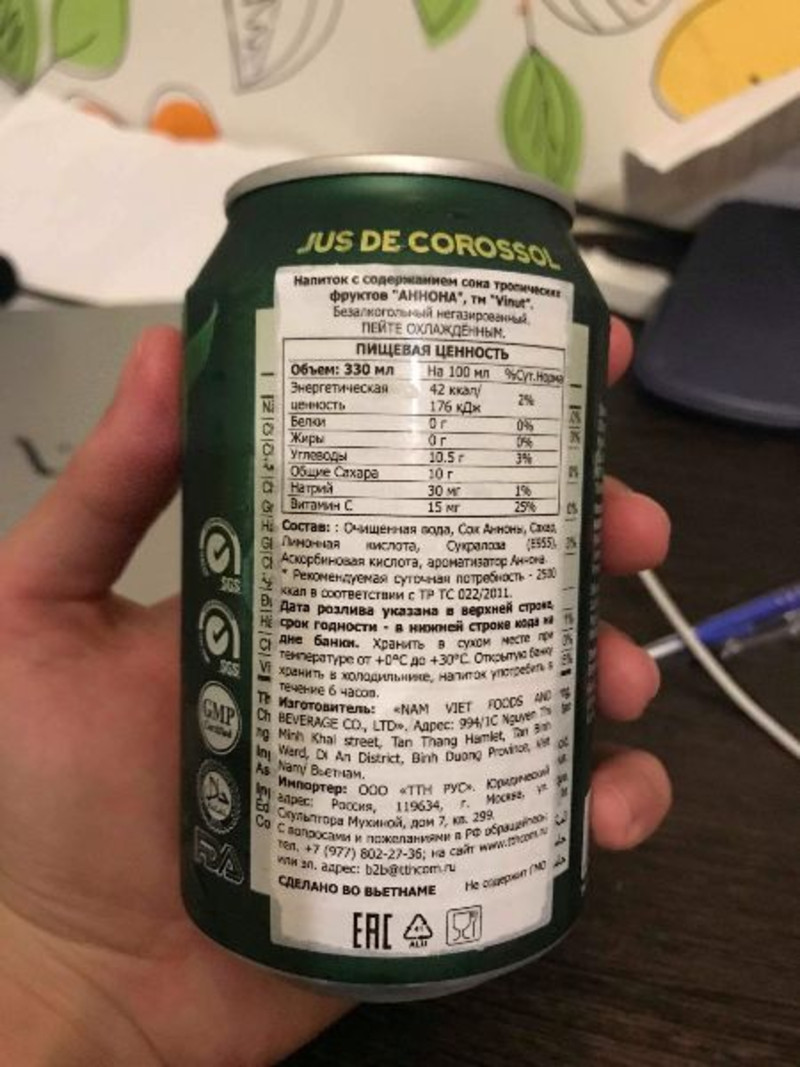 JUS DE COROSSOL
Напиток с содержанием сока тропических
фруктов "АННОНА", тм "Vinut".
Безалкогольный негазированный.
ПЕЙТЕ ОХЛАЖДЁННЫМ.
ПИЩЕВАЯ ЦЕННОСТЬ
Объем: 330 мл На 100 мл %Сут.Норма
Энергетическая 42 ккал/
ценность 176 кДж 2%
Белки 0 г 0%
Жиры 0 г 0%
Углеводы 10.5 г 3%
Общие Сахара 10 г
Натрий 30 мг 1%
Витамин С 15 мг 25%
Состав: : Очищенная вода, Сок Анноны, Сахар,
Лимонная кислота, Сукралоза (E955),
Аскорбиновая кислота, ароматизатор Аннона.
* Рекомендуемая суточная потребность - 2500
ккал в соответствии с ТР ТС 022/2011.
Дата розлива указана в верхней строке,
срок годности - в нижней строке кода на
дне банки. Хранить в сухом месте при
температуре от +0°С до +30°С. Открытую банку
хранить в холодильнике, напиток употребить в
течение 6 часов.
Изготовитель: «NAM VIET FOODS AND
BEVERAGE CO., LTD». Адрес: 994/1C Nguyen Thi
Minh Khai street, Tan Thang Hamlet, Tan Binh
Ward, Di An District, Binh Duong Province, Viet
Nam/ Вьетнам.
Импортер: ООО «ТТН РУС». Юридический
адрес: Россия, 119634, г. Москва, ул.
Скульптора Мухиной, дом 7, кв. 299.
С вопросами и пожеланиями в РФ обращайтесь:
тел. +7 (977) 802-27-36; на сайт www.tthcom.ru
или эл. адрес: b2b@tthcom.ru
СДЕЛАНО ВО ВЬЕТНАМЕ Не содержит ГМО
EAC
41
ALU
SGS
SGS
GMP
Certified
FDA